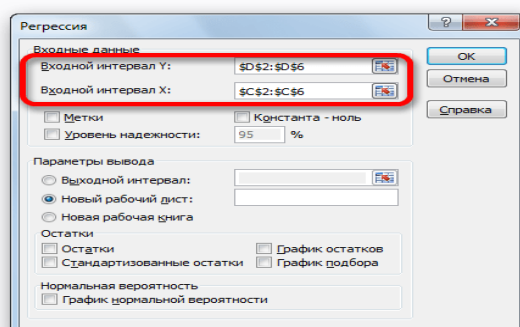 Регрессия
Входные данные
Входной интервал Y: $D$2:$D$6
Входной интервал X: $C$2:$C$6
Метки Константа - ноль
Уровень надежности: 95 %
OK
Отмена
Справка
Параметры вывода
Выходной интервал:
Новый рабочий лист:
Новая рабочая книга
Остатки
Остатки График остатков
Стандартизованные остатки График подбора
Нормальная вероятность
График нормальной вероятности